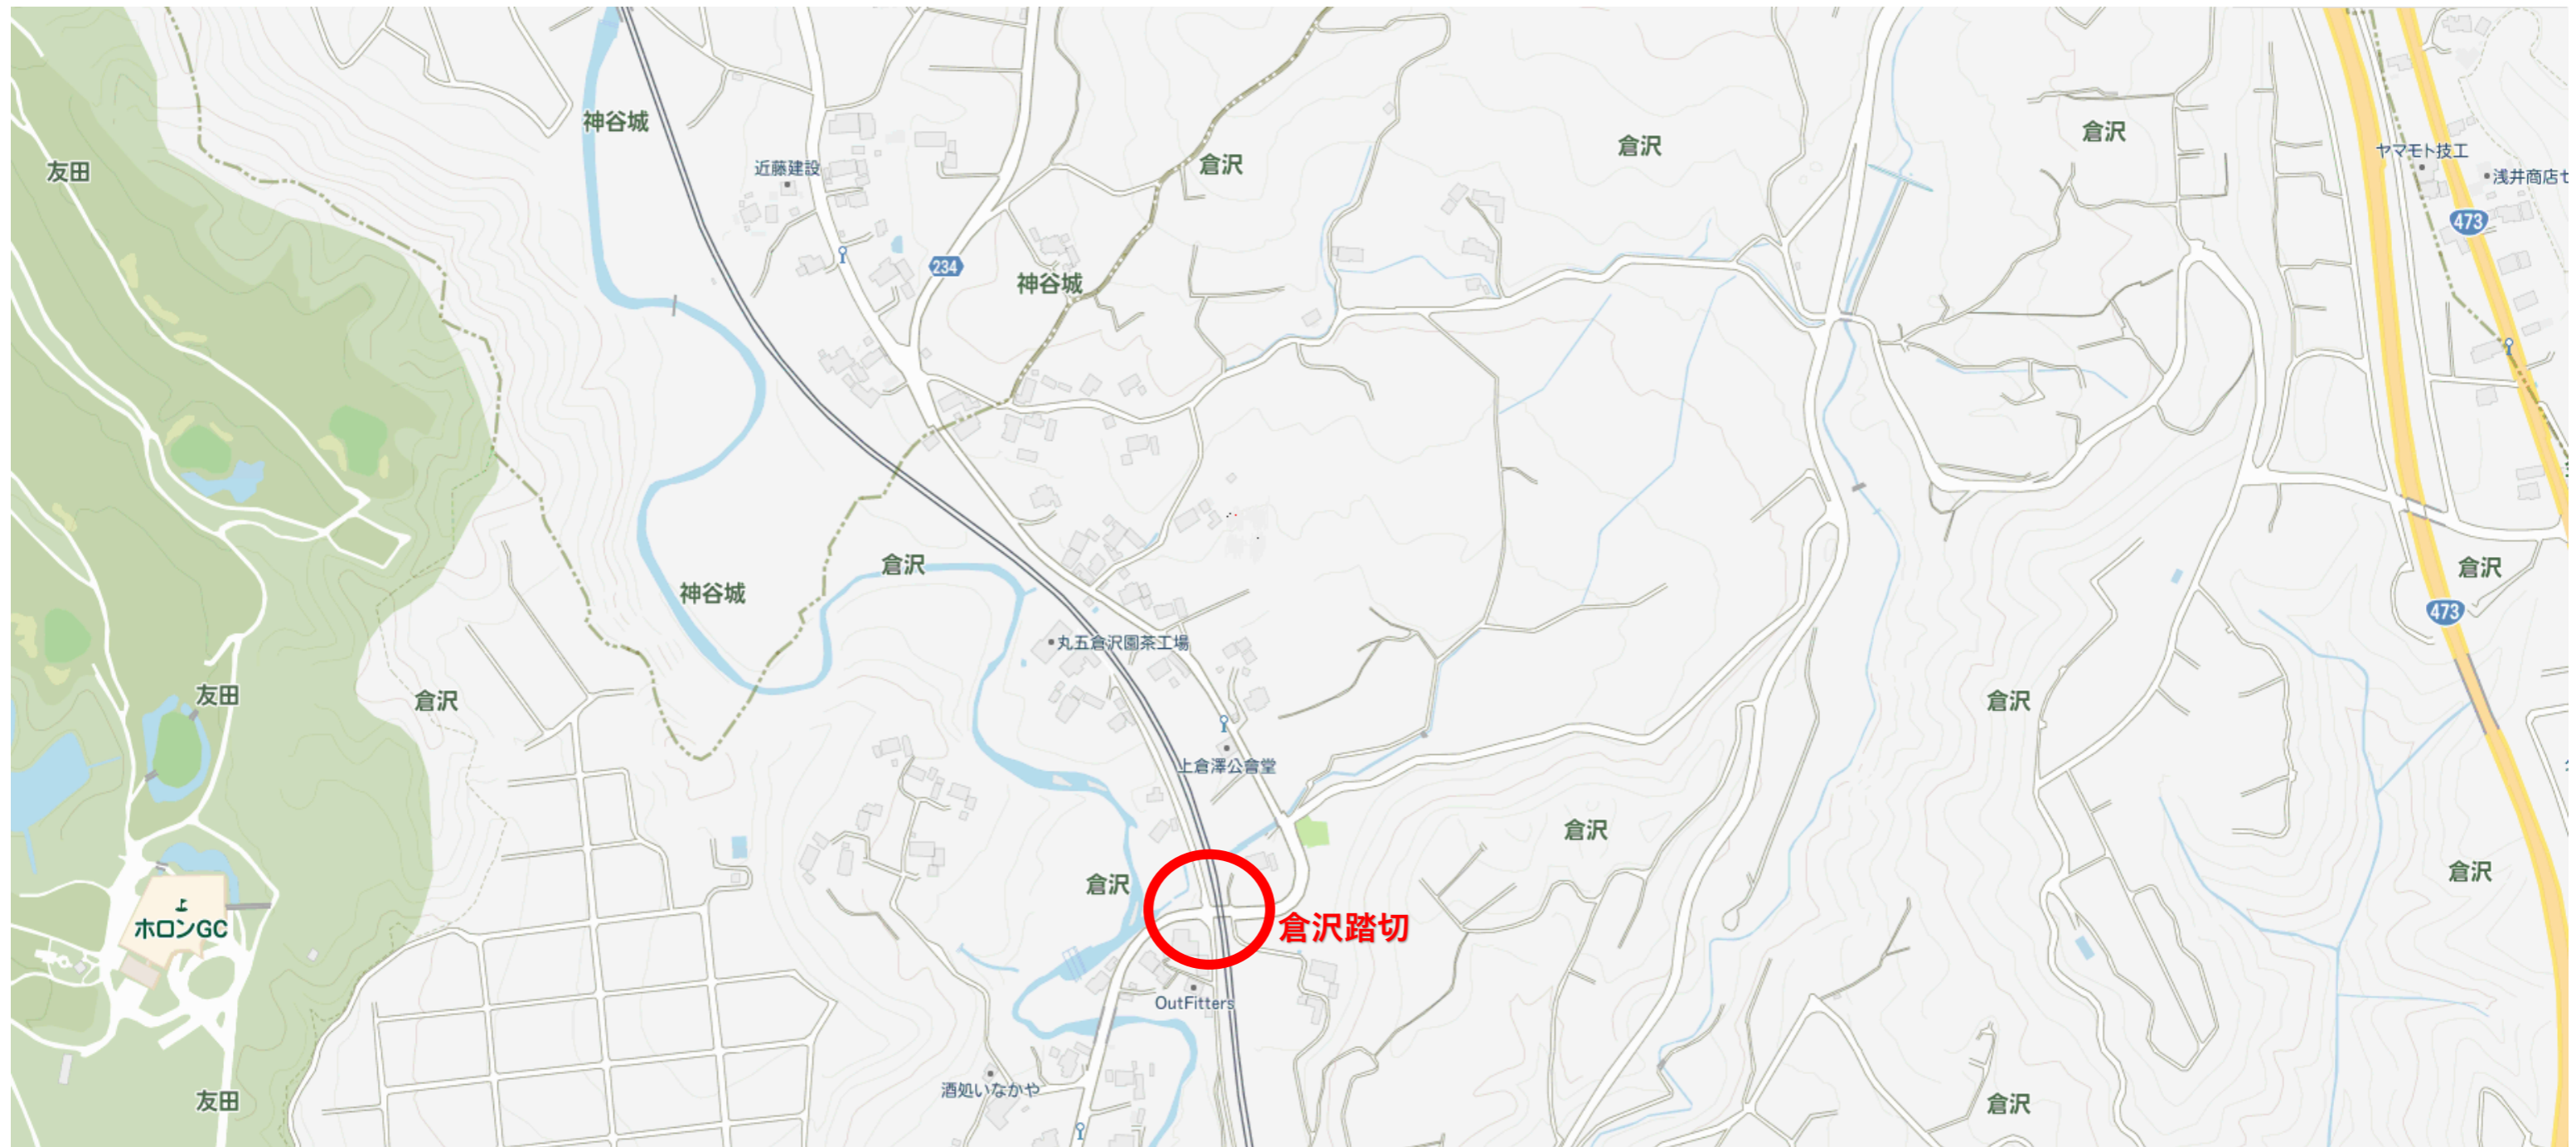 神谷城
倉沢
倉沢
倉沢
ヤマモト技工
近藤建設
倉沢
友田
浅井商店セ
473
234
神谷城
倉沢
倉沢
神谷城
473
丸五倉沢園茶工場
友田
倉沢
倉沢
上倉澤公會堂
倉沢
倉沢
倉沢
ホロンGC
倉沢踏切
OutFitters
酒処いなかや
友田
倉沢